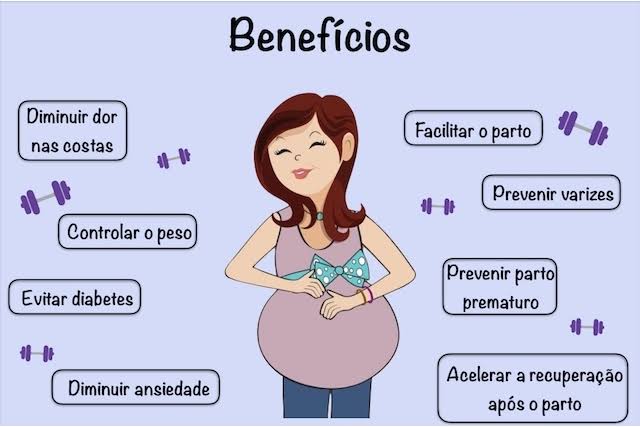 Benefícios
Diminuir dor
nas costas
Controlar o peso
Evitar diabetes
Diminuir ansiedade
Facilitar o parto
Prevenir varizes
Prevenir parto
prematuro
Acelerar a recuperação
após o parto